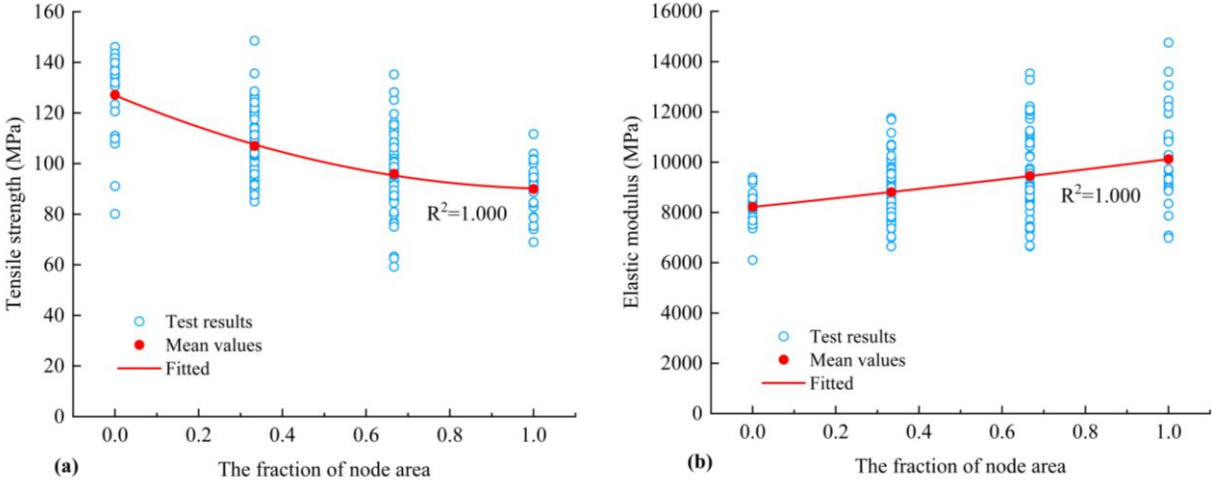 160
140
120
100
80
60
40
20
0
Tensile strength (MPa)
R²=1.000
Test results
Mean values
Fitted
0.0 0.2 0.4 0.6 0.8 1.0
The fraction of node area
(a)
16000
14000
12000
10000
8000
6000
4000
2000
0
Elastic modulus (MPa)
R²=1.000
Test results
Mean values
Fitted
0.0 0.2 0.4 0.6 0.8 1.0
The fraction of node area
(b)